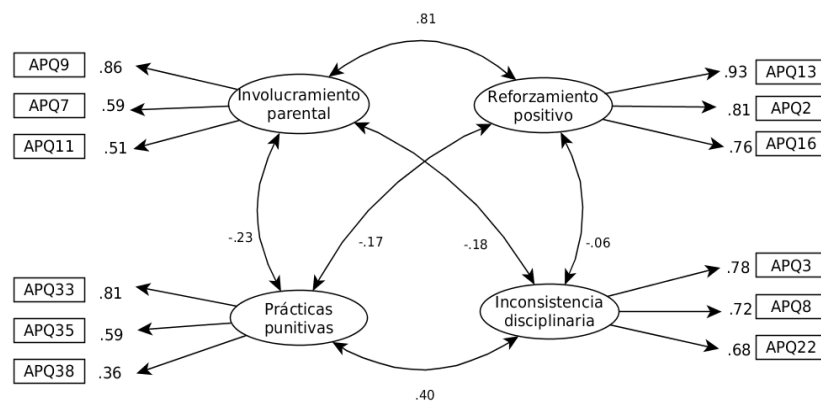 .81
APQ9 .86
APQ7 .59
APQ11 .51
Involucramiento
parental
Reforzamiento
positivo
.93 APQ13
.81 APQ2
.76 APQ16
-.23
-.17
-.18
-.06
APQ33 .81
APQ35 .59
APQ38 .36
Prácticas
punitivas
Inconsistencia
disciplinaria
.78 APQ3
.72 APQ8
.68 APQ22
.40